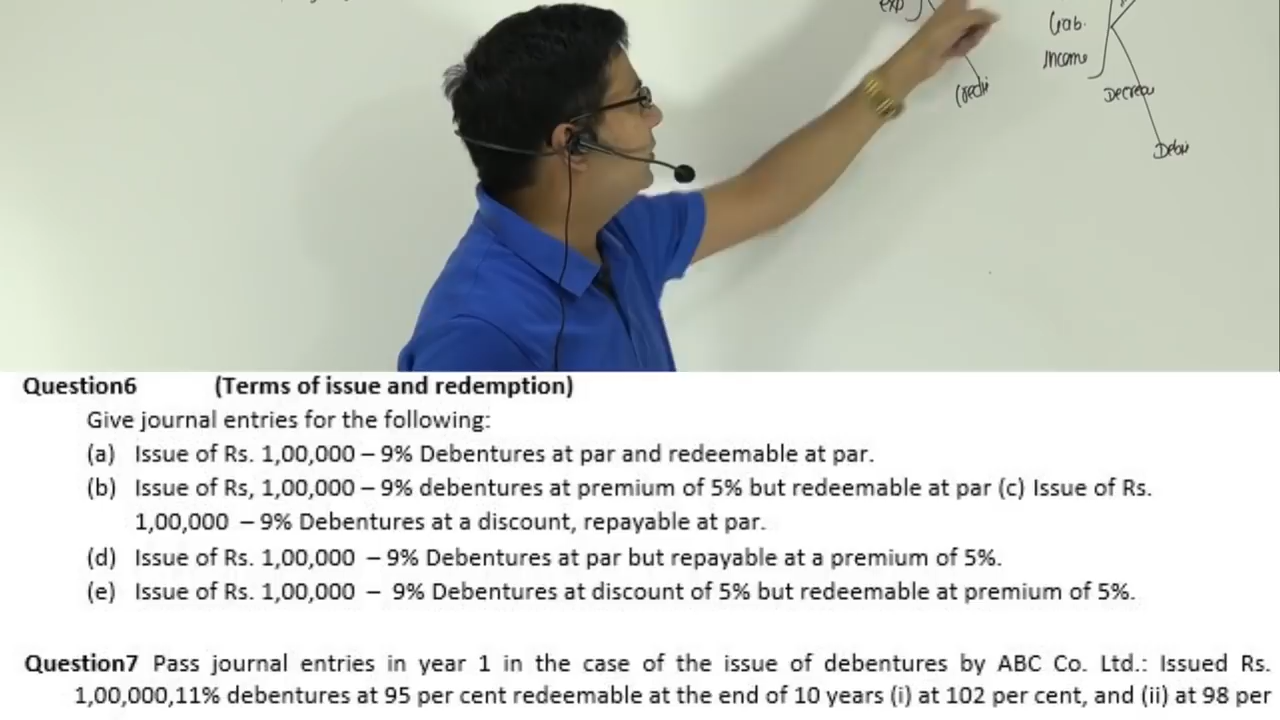 exp
Credi
Liab.
Income
Decrea
Debi
Question6 (Terms of issue and redemption)
Give journal entries for the following:
(a) Issue of Rs. 1,00,000 – 9% Debentures at par and redeemable at par.
(b) Issue of Rs, 1,00,000 – 9% debentures at premium of 5% but redeemable at par (c) Issue of Rs.
1,00,000 – 9% Debentures at a discount, repayable at par.
(d) Issue of Rs. 1,00,000 – 9% Debentures at par but repayable at a premium of 5%.
(e) Issue of Rs. 1,00,000 – 9% Debentures at discount of 5% but redeemable at premium of 5%.
Question7 Pass journal entries in year 1 in the case of the issue of debentures by ABC Co. Ltd.: Issued Rs.
1,00,000,11% debentures at 95 per cent redeemable at the end of 10 years (i) at 102 per cent, and (ii) at 98 per